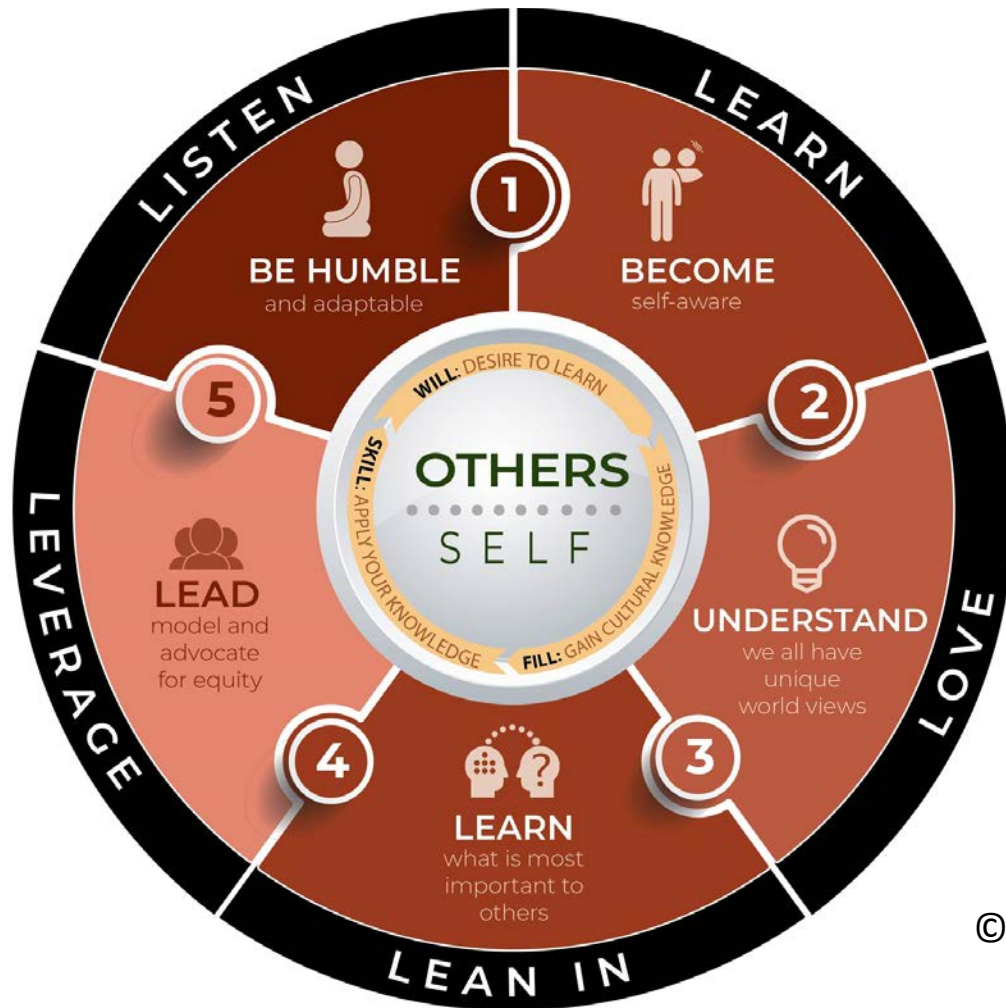 LISTEN
1
BE HUMBLE
and adaptable
LEARN
2
BECOME
self-aware
LOVE
3
UNDERSTAND
we all have
unique
world views
LEAN IN
4
LEARN
what is most
important to
others
LEVERAGE
5
LEAD
model and
advocate
for equity
WILL: DESIRE TO LEARN
FILL: GAIN CULTURAL KNOWLEDGE
SKILL: APPLY YOUR KNOWLEDGE
OTHERS
SELF
©